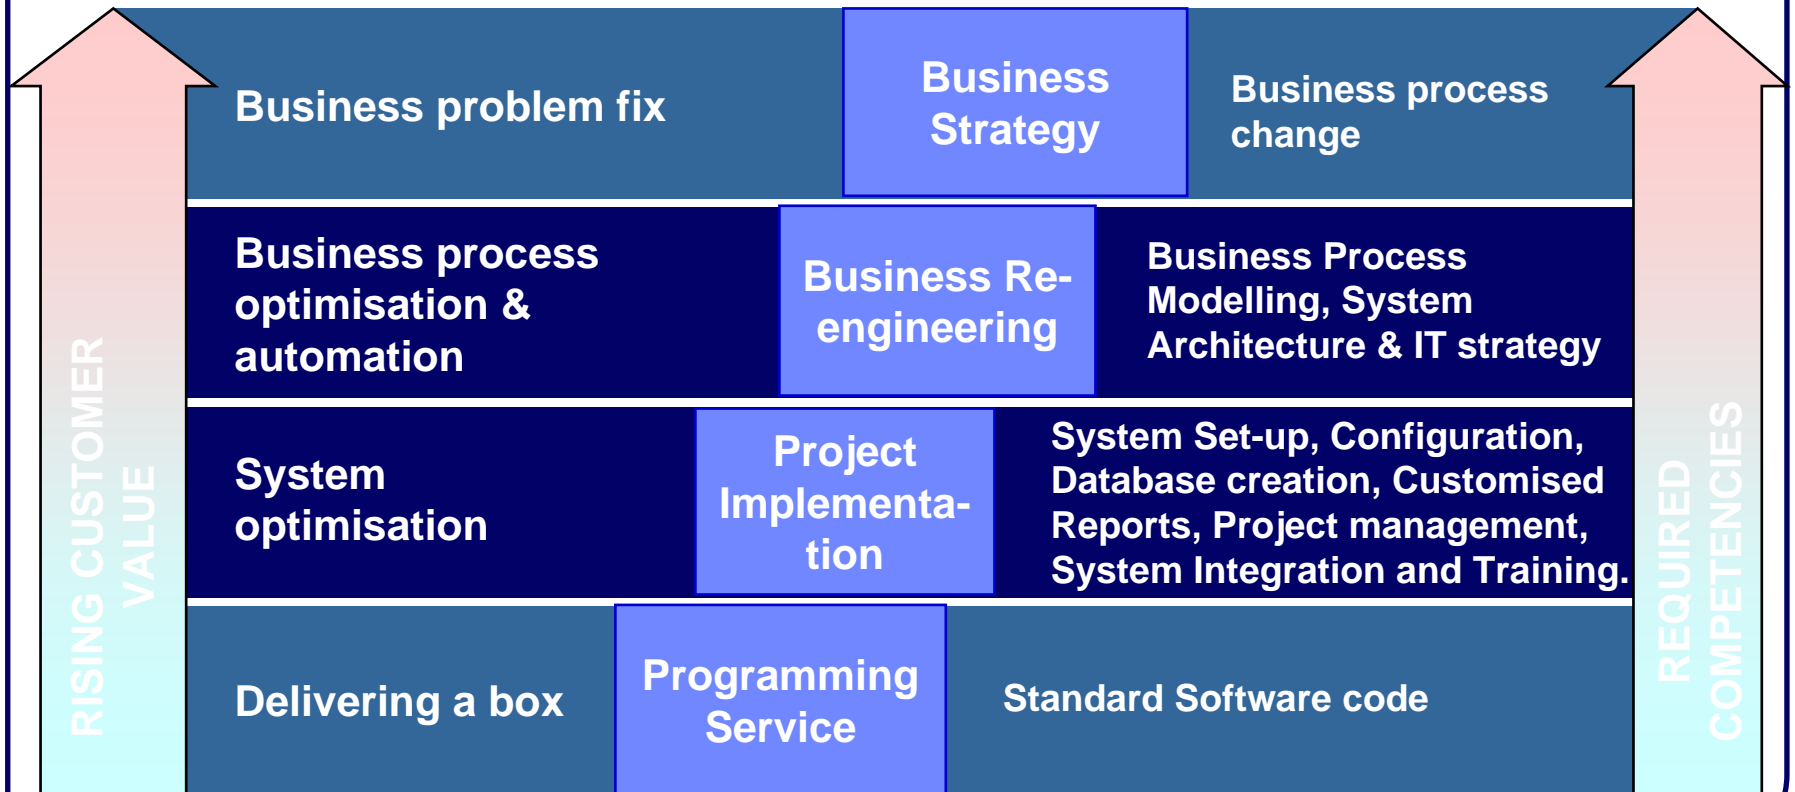 Business problem fix
Business
Strategy
Business process
change
Business process
optimisation &
automation
Business Re-
engineering
Business Process
Modelling, System
Architecture & IT strategy
System
optimisation
Project
Implementa-
tion
System Set-up, Configuration,
Database creation, Customised
Reports, Project management,
System Integration and Training.
Delivering a box
Programming
Service
Standard Software code
RISING CUSTOMER
VALUE
REQUIRED
COMPETENCIES